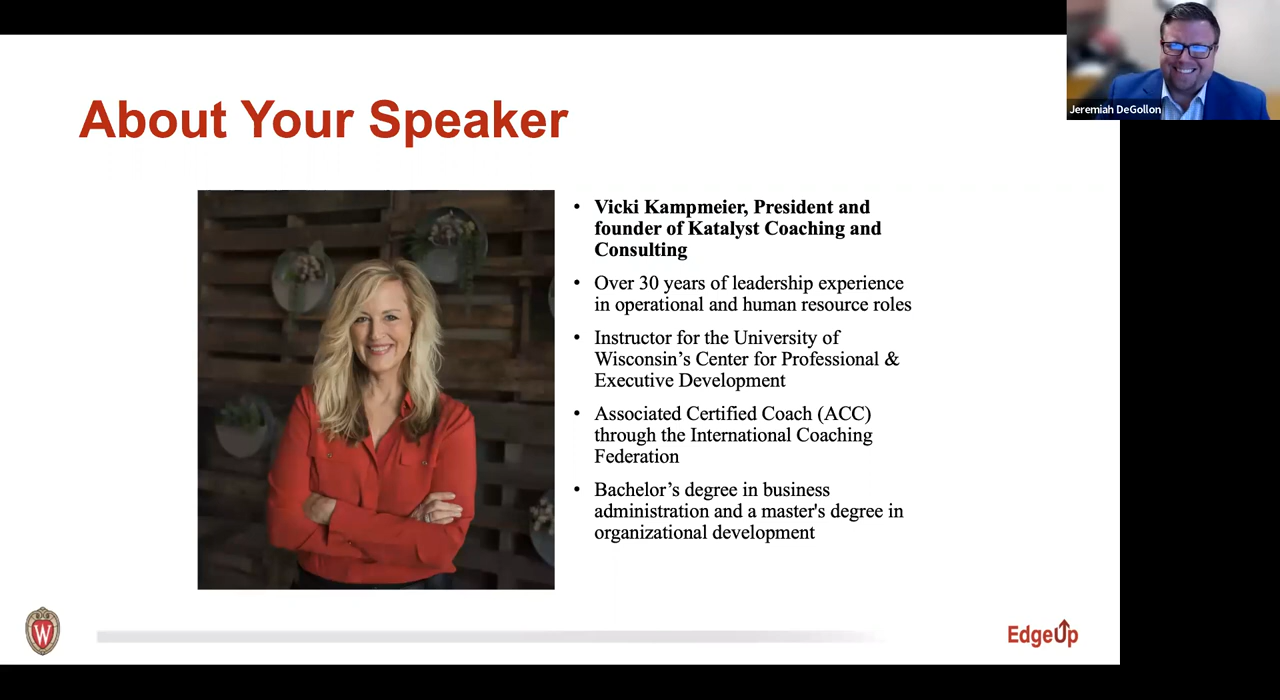 About Your Speaker
Jeremiah DeGollon
• Vicki Kampmeier, President and
founder of Katalyst Coaching and
Consulting
• Over 30 years of leadership experience
in operational and human resource roles
• Instructor for the University of
Wisconsin’s Center for Professional &
Executive Development
• Associated Certified Coach (ACC)
through the International Coaching
Federation
• Bachelor’s degree in business
administration and a master's degree in
organizational development
W
EdgeUp